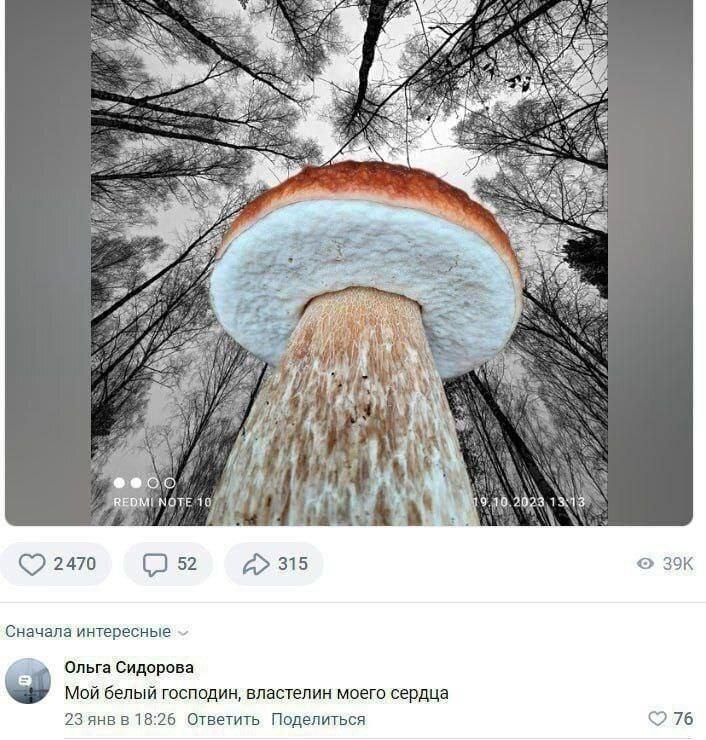 REDMI NOTE 10
19.10.2023 13:13
2 470
52
315
39K
Сначала интересные
Ольга Сидорова
Мой белый господин, властелин моего сердца
23 янв в 18:26 Ответить Поделиться
76